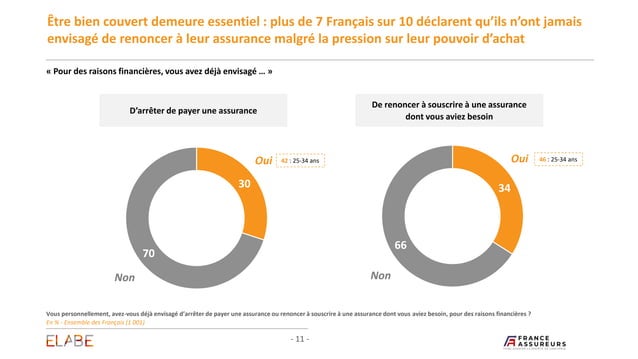 Être bien couvert demeure essentiel : plus de 7 Français sur 10 déclarent qu’ils n’ont jamais
envisagé de renoncer à leur assurance malgré la pression sur leur pouvoir d’achat
« Pour des raisons financières, vous avez déjà envisagé … »
D’arrêter de payer une assurance
De renoncer à souscrire à une assurance
dont vous aviez besoin
Oui
42 : 25-34 ans
30
70
Non
Oui
46 : 25-34 ans
34
66
Non
Vous personnellement, avez-vous déjà envisagé d’arrêter de payer une assurance ou renoncer à souscrire à une assurance dont vous aviez besoin, pour des raisons financières ?
En % - Ensemble des Français (1 001)
ELABE
- 11 -
FRANCE
ASSUREURS